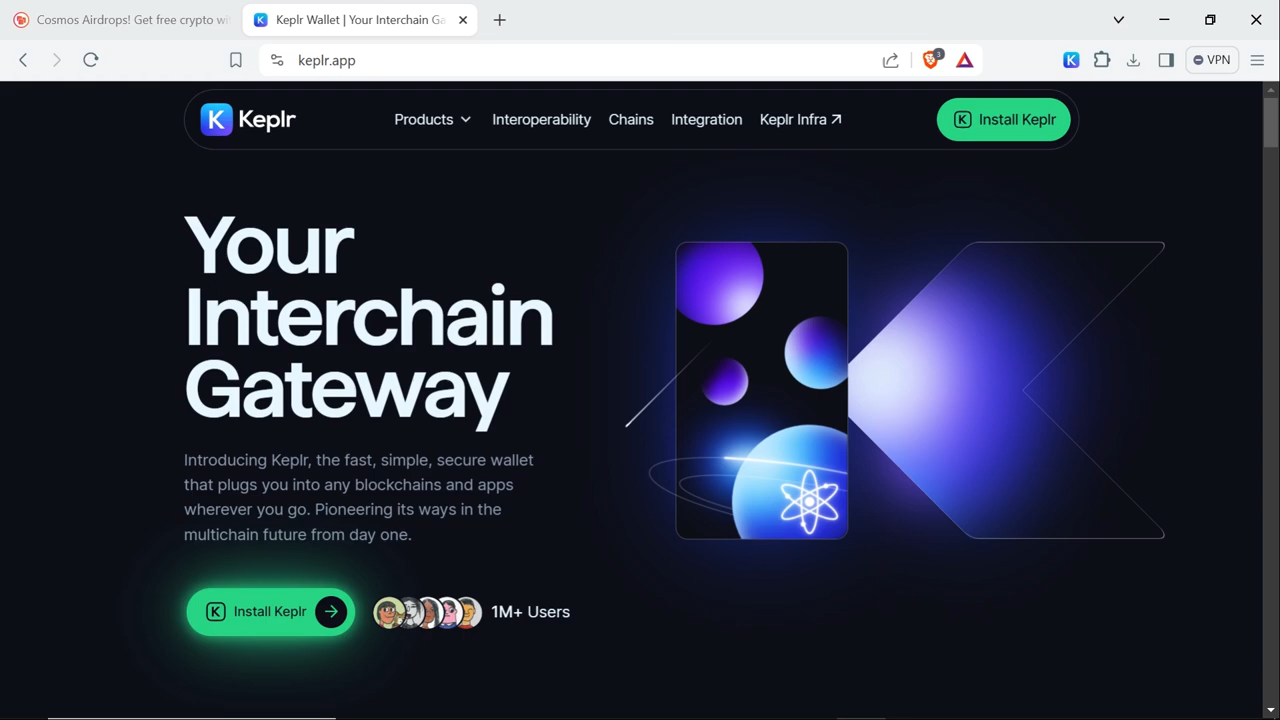 Cosmos Airdrops! Get free crypto wi
Keplr Wallet | Your Interchain Ga
keplr.app
3
K
VPN
K Keplr
Products
Interoperability
Chains
Integration
Keplr Infra
K Install Keplr
Your
Interchain
Gateway
Introducing Keplr, the fast, simple, secure wallet
that plugs you into any blockchains and apps
wherever you go. Pioneering its ways in the
multichain future from day one.
K Install Keplr
1M+ Users